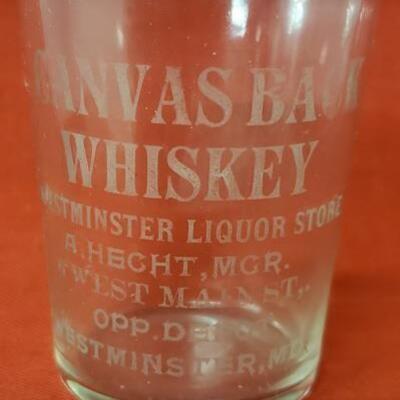 CANVAS BACK
WHISKEY
WESTMINSTER LIQUOR STORE
A. HECHT, MGR.
WEST MAIN ST.,
OPP.
WESTMINSTER, MD.